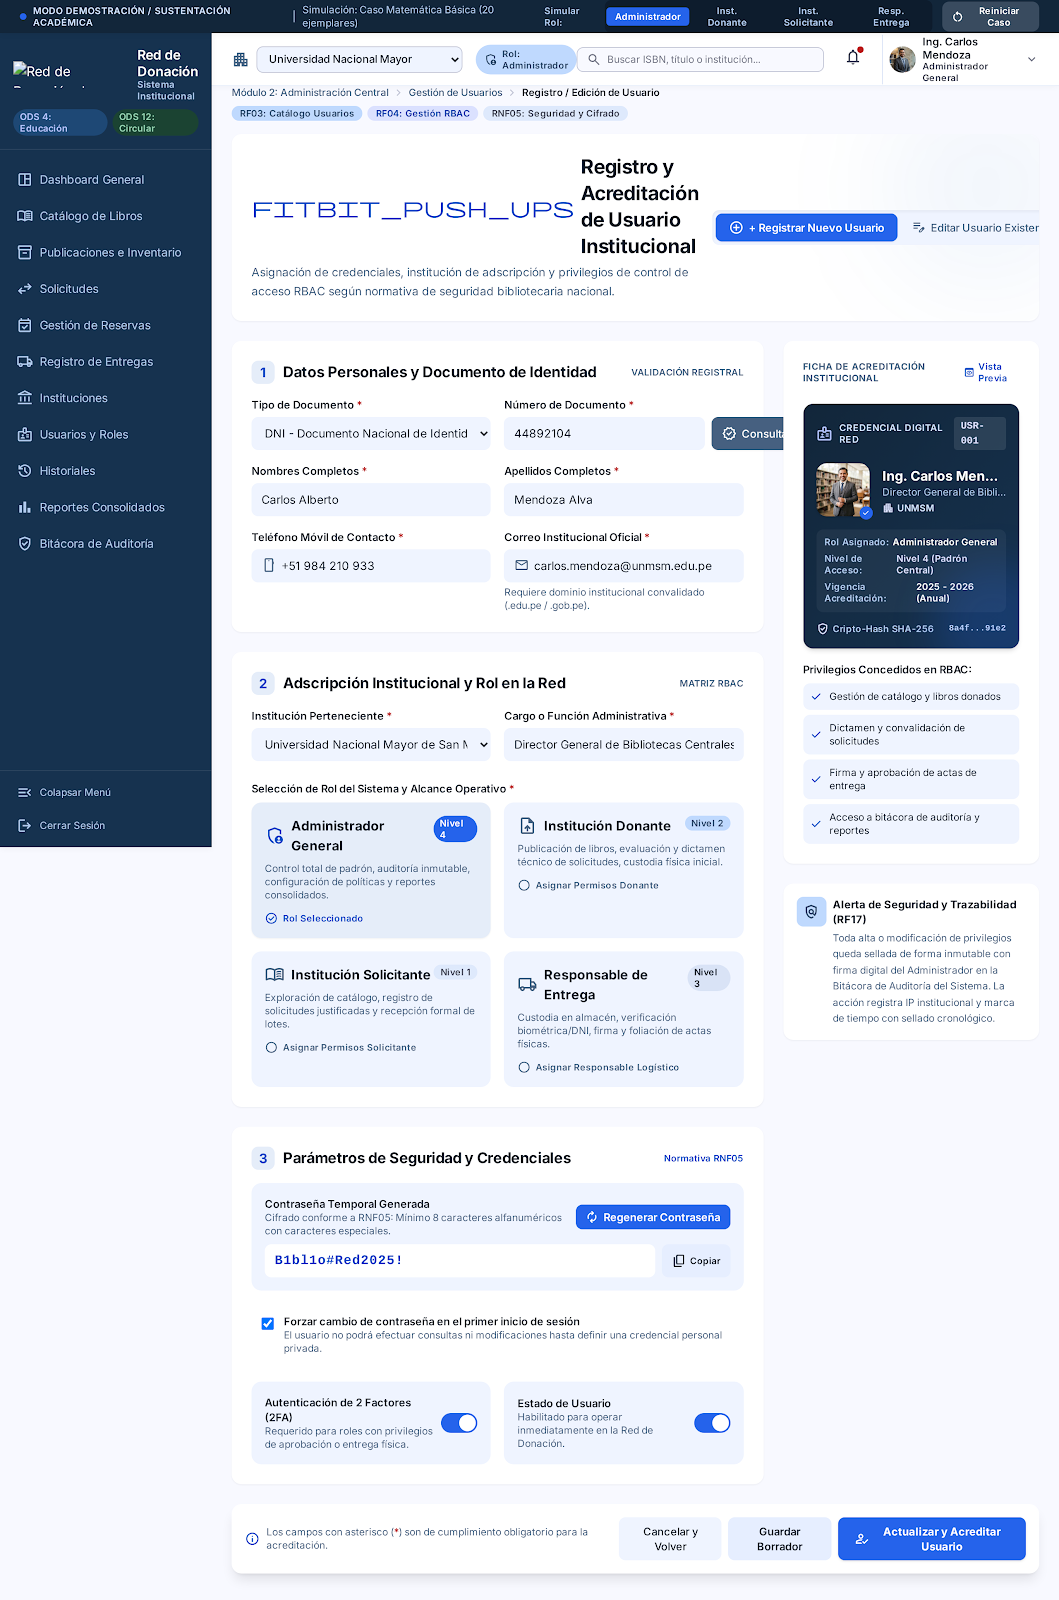 MODO DEMOSTRACIÓN / SUSTENTACIÓN
ACADÉMICA
Simulación: Caso Matemática Básica (20
ejemplares)
Simular
Rol:
Administrador
Inst.
Donante
Inst.
Solicitante
Resp.
Entrega
Reiniciar
Caso
Red de
Red de
Donación
Sistema
Institucional
ODS 4:
Educación
ODS 12:
Circular
Dashboard General
Catálogo de Libros
Publicaciones e Inventario
Solicitudes
Gestión de Reservas
Registro de Entregas
Instituciones
Usuarios y Roles
Historiales
Reportes Consolidados
Bitácora de Auditoría
Colapsar Menú
Cerrar Sesión
Universidad Nacional Mayor
Rol:
Administrador
Buscar ISBN, título o institución...
Ing. Carlos
Mendoza
Administrador
General
Módulo 2: Administración Central
Gestión de Usuarios
Registro / Edición de Usuario
RF03: Catálogo Usuarios
RF04: Gestión RBAC
RNF05: Seguridad y Cifrado
FITBIT_PUSH_UPS
Registro y
Acreditación
de Usuario
Institucional
Asignación de credenciales, institución de adscripción y privilegios de control de
acceso RBAC según normativa de seguridad bibliotecaria nacional.
+ Registrar Nuevo Usuario
Editar Usuario Exister
1
Datos Personales y Documento de Identidad
VALIDACIÓN REGISTRAL
Tipo de Documento *
DNI - Documento Nacional de Identid
Número de Documento *
44892104
Consulta
Nombres Completos *
Carlos Alberto
Apellidos Completos *
Mendoza Alva
Teléfono Móvil de Contacto *
+51 984 210 933
Correo Institucional Oficial *
carlos.mendoza@unmsm.edu.pe
Requiere dominio institucional convalidado
(.edu.pe / .gob.pe).
2
Adscripción Institucional y Rol en la Red
MATRIZ RBAC
Institución Perteneciente *
Universidad Nacional Mayor de San M
Cargo o Función Administrativa *
Director General de Bibliotecas Centrales
Selección de Rol del Sistema y Alcance Operativo *
Administrador
General
Nivel
4
Control total de padrón, auditoría inmutable,
configuración de políticas y reportes
consolidados.
Rol Seleccionado
Institución Donante
Nivel 2
Publicación de libros, evaluación y dictamen
técnico de solicitudes, custodia física inicial.
Asignar Permisos Donante
Institución Solicitante
Nivel 1
Exploración de catálogo, registro de
solicitudes justificadas y recepción formal de
lotes.
Asignar Permisos Solicitante
Responsable de
Entrega
Nivel
3
Custodia en almacén, verificación
biométrica/DNI, firma y foliación de actas
físicas.
Asignar Responsable Logístico
3
Parámetros de Seguridad y Credenciales
Normativa RNF05
Contraseña Temporal Generada
Cifrado conforme a RNF05: Mínimo 8 caracteres alfanuméricos
con caracteres especiales.
Regenerar Contraseña
B1bl1o#Red2025!
Copiar
Forzar cambio de contraseña en el primer inicio de sesión
El usuario no podrá efectuar consultas ni modificaciones hasta definir una credencial personal
privada.
Autenticación de 2 Factores
(2FA)
Requerido para roles con privilegios
de aprobación o entrega física.
Estado de Usuario
Habilitado para operar
inmediatamente en la Red de
Donación.
Los campos con asterisco (*) son de cumplimiento obligatorio para la
acreditación.
Cancelar y
Volver
Guardar
Borrador
Actualizar y Acreditar
Usuario
FICHA DE ACREDITACIÓN
INSTITUCIONAL
Vista
Previa
CREDENCIAL DIGITAL
RED
USR-
001
Ing. Carlos Men...
Director General de Bibli...
UNMSM
Rol Asignado: Administrador General
Nivel de
Acceso:
Nivel 4 (Padrón
Central)
Vigencia
Acreditación:
2025 - 2026
(Anual)
Cripto-Hash SHA-256
8a4f...91e2
Privilegios Concedidos en RBAC:
Gestión de catálogo y libros donados
Dictamen y convalidación de
solicitudes
Firma y aprobación de actas de
entrega
Acceso a bitácora de auditoría y
reportes
Alerta de Seguridad y Trazabilidad
(RF17)
Toda alta o modificación de privilegios
queda sellada de forma inmutable con
firma digital del Administrador en la
Bitácora de Auditoría del Sistema. La
acción registra IP institucional y marca
de tiempo con sellado cronológico.